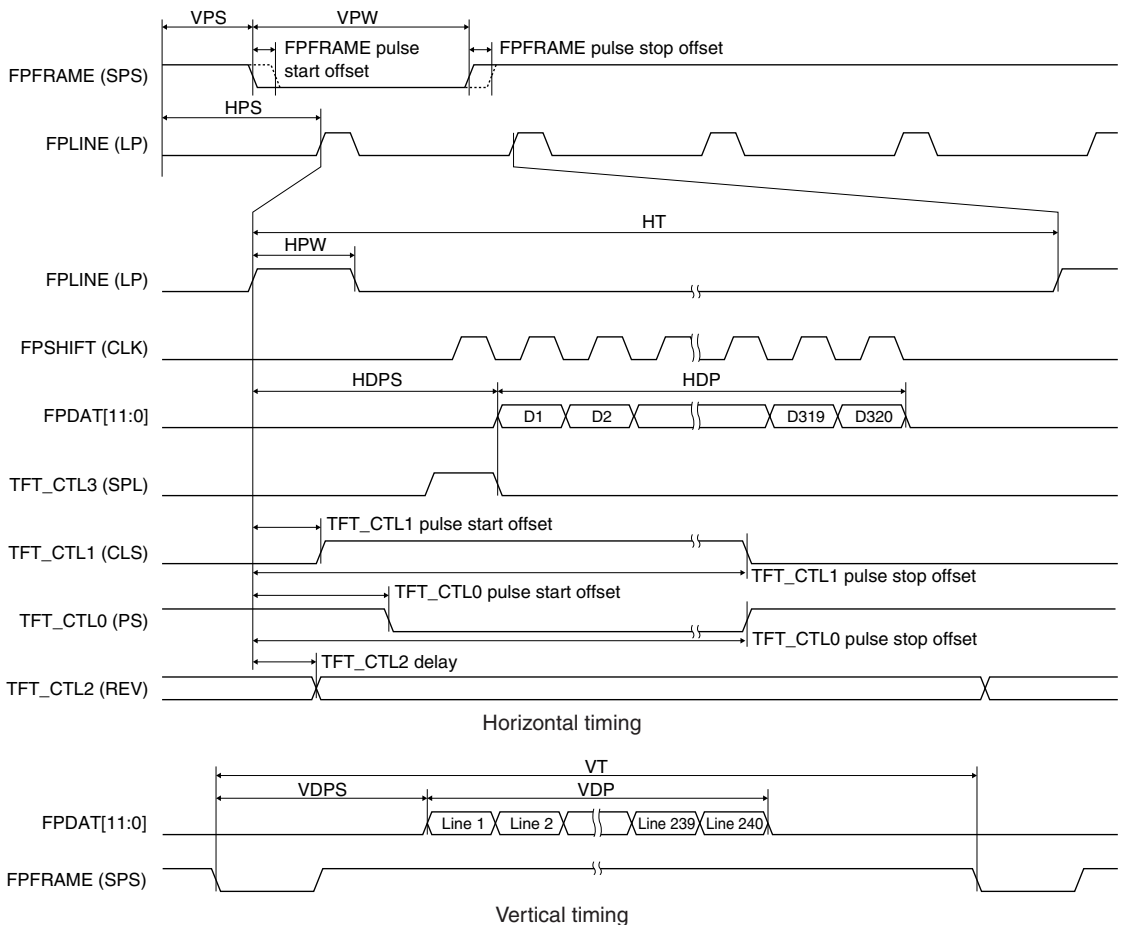 VPS VPW
FPFRAME pulse
start offset
FPFRAME pulse stop offset
FPFRAME (SPS)
HPS
FPLINE (LP)
HT
HPW
FPLINE (LP)
FPSHIFT (CLK)
HDPS HDP
FPDAT[11:0] D1 D2 D319 D320
TFT_CTL3 (SPL)
TFT_CTL1 pulse start offset
TFT_CTL1 (CLS)
TFT_CTL1 pulse stop offset
TFT_CTL0 pulse start offset
TFT_CTL0 (PS)
TFT_CTL0 pulse stop offset
TFT_CTL2 delay
TFT_CTL2 (REV)
Horizontal timing
VT
VDPS VDP
FPDAT[11:0] Line 1 Line 2 Line 239 Line 240
FPFRAME (SPS)
Vertical timing